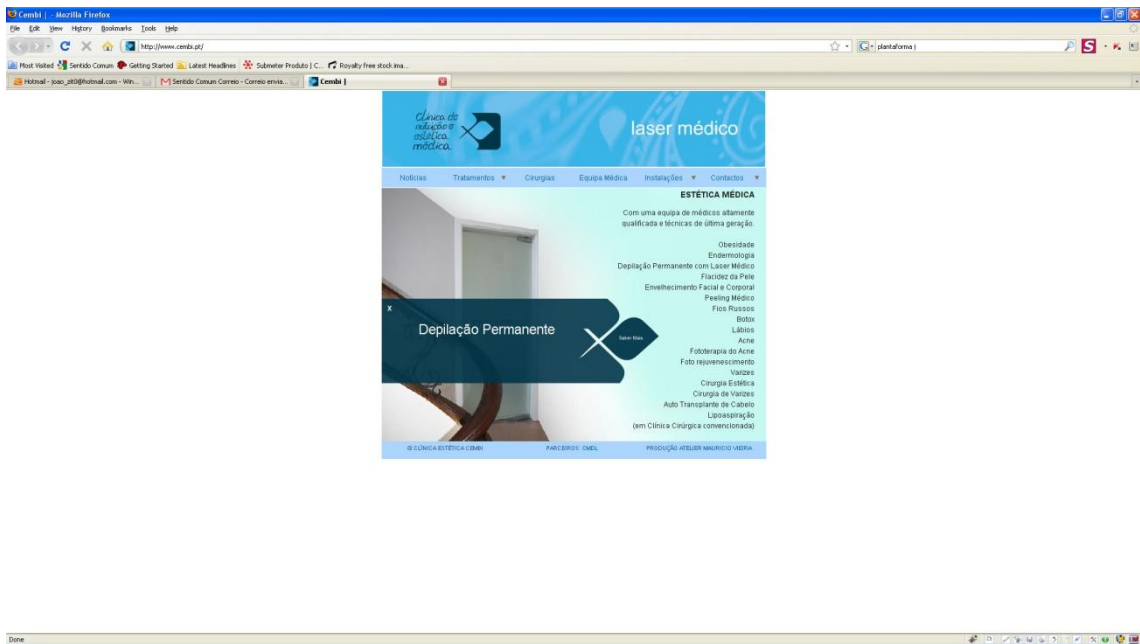 Cembi | - Mozilla Firefox
File Edit View History Bookmarks Tools Help
http://www.cembi.pt/
plantaforma j
Most Visited Sentido Comum Getting Started Latest Headlines Submeter Produto | C... Royalty free stock ima...
Hotmail - joao_zit0@hotmail.com - Win... Sentido Comum Correio - Correio envia... Cembi |
Clínica de
nutrição e
estética
médica.
laser médico
Notícias Tratamentos Cirurgias Equipa Médica Instalações Contactos
ESTÉTICA MÉDICA
Com uma equipa de médicos altamente
qualificada e técnicas de última geração.
Obesidade
Endermologia
Depilação Permanente com Laser Médico
Flacidez da Pele
Envelhecimento Facial e Corporal
Peeling Médico
Fios Russos
Botox
Lábios
Acne
Fototerapia do Acne
Foto rejuvenescimento
Varizes
Cirurgia Estética
Cirurgia de Varizes
Auto Transplante de Cabelo
Lipoaspiração
(em Clínica Cirúrgica convencionada)
X
Depilação Permanente
Saber Mais
© CLÍNICA ESTÉTICA CEMBI PARCEIROS: CMDL PRODUÇÃO ATELIER MAURICIO VIEIRA
Done